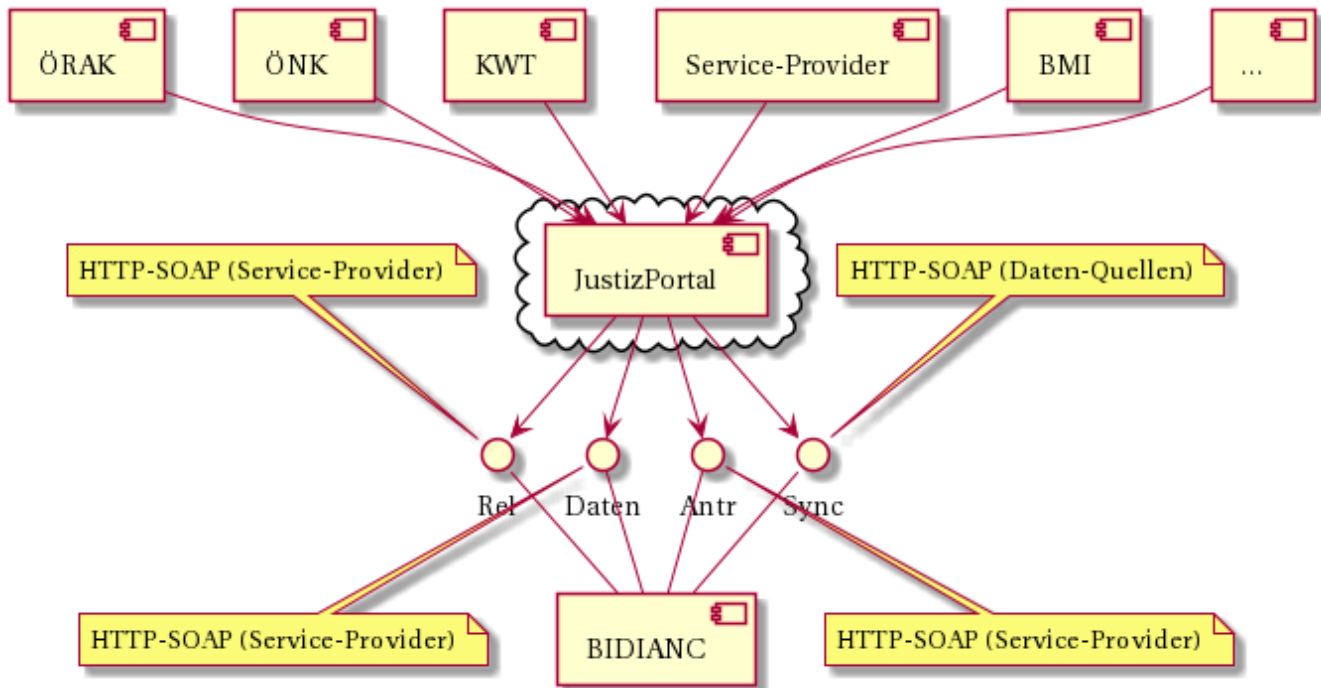 ÖRAK
ÖNK
KWT
Service-Provider
BMI
...
HTTP-SOAP (Service-Provider)
JustizPortal
HTTP-SOAP (Daten-Quellen)
Rel
Daten
Antr
Sync
HTTP-SOAP (Service-Provider)
BIDIANC
HTTP-SOAP (Service-Provider)